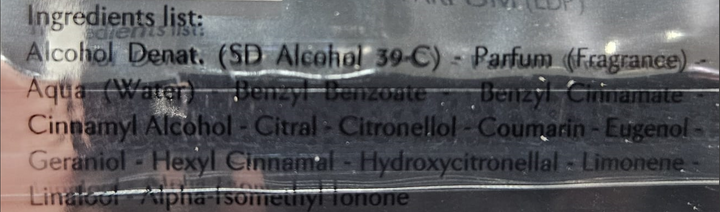 Ingredients list:
Alcohol Denat. (SD Alcohol 39-C) - Parfum (Fragrance) -
Aqua (Water) - Benzyl Benzoate - Benzyl Cinnamate -
Cinnamyl Alcohol - Citral - Citronellol - Coumarin - Eugenol -
Geraniol - Hexyl Cinnamal - Hydroxycitronellal - Limonene -
Linalool - Alpha-Isomethyl Ionone